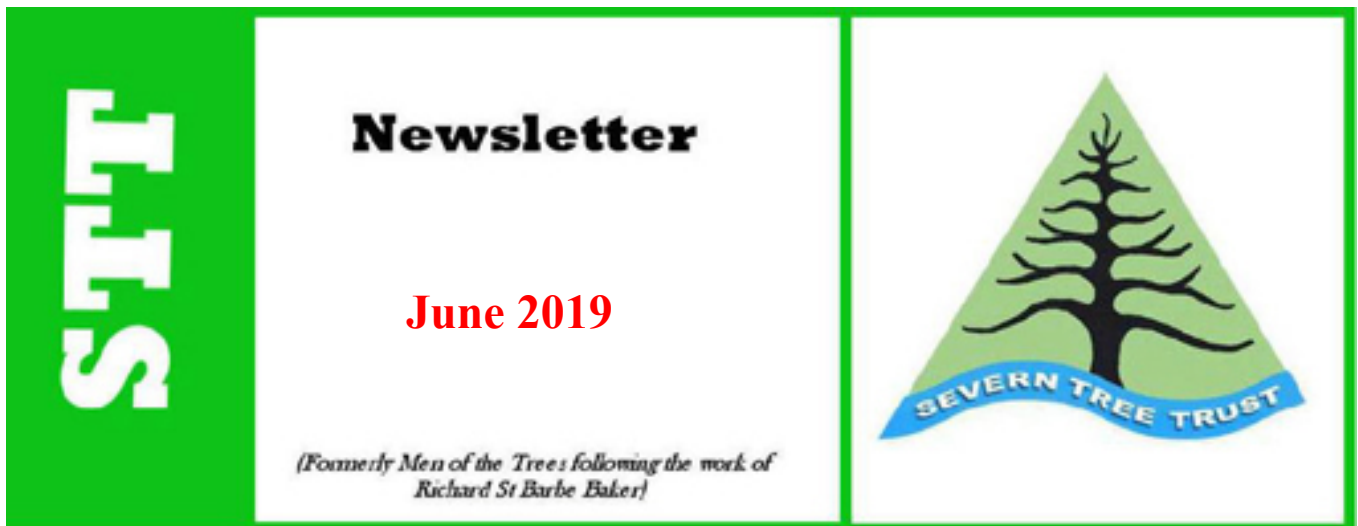 STT
Newsletter
June 2019
(Formerly Men of the Trees following the work of
Richard St Barbe Baker)
SEVERN TREE TRUST